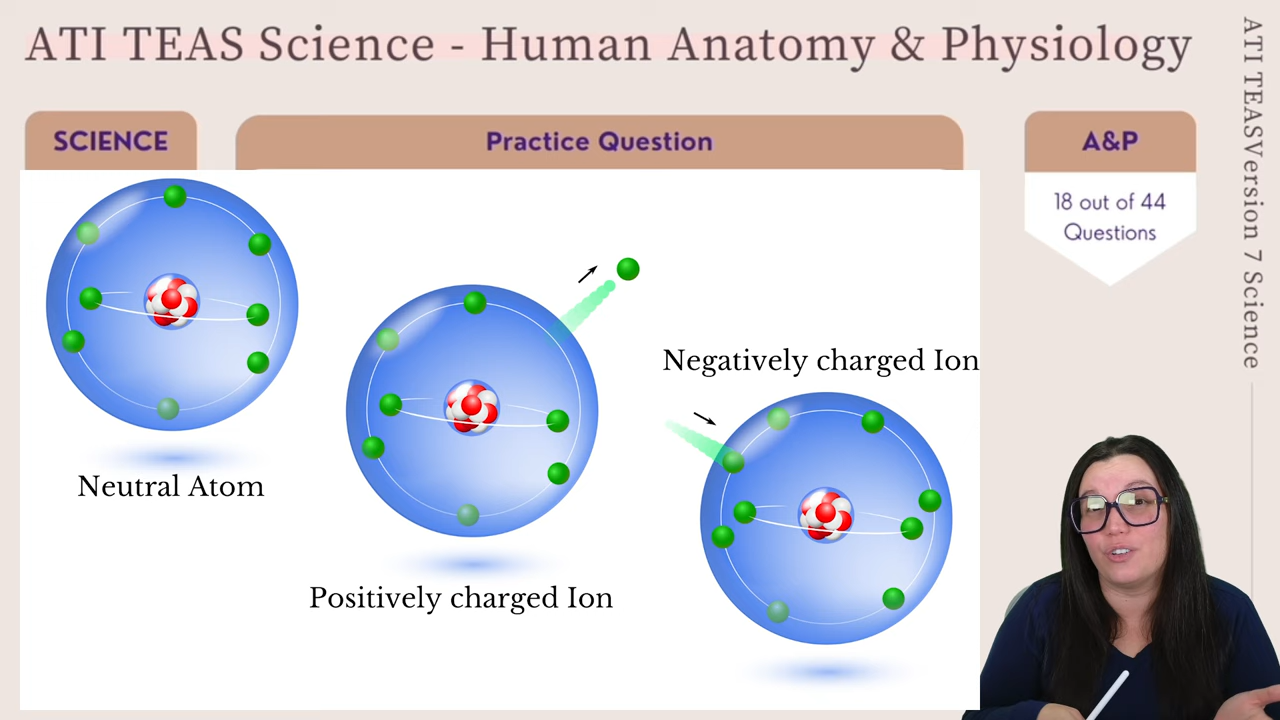 ATI TEAS Science - Human Anatomy & Physiology
SCIENCE
Practice Question
A&P
18 out of 44
Questions
ATI TEASVersion 7 Science
Neutral Atom
Positively charged Ion
Negatively charged Ion